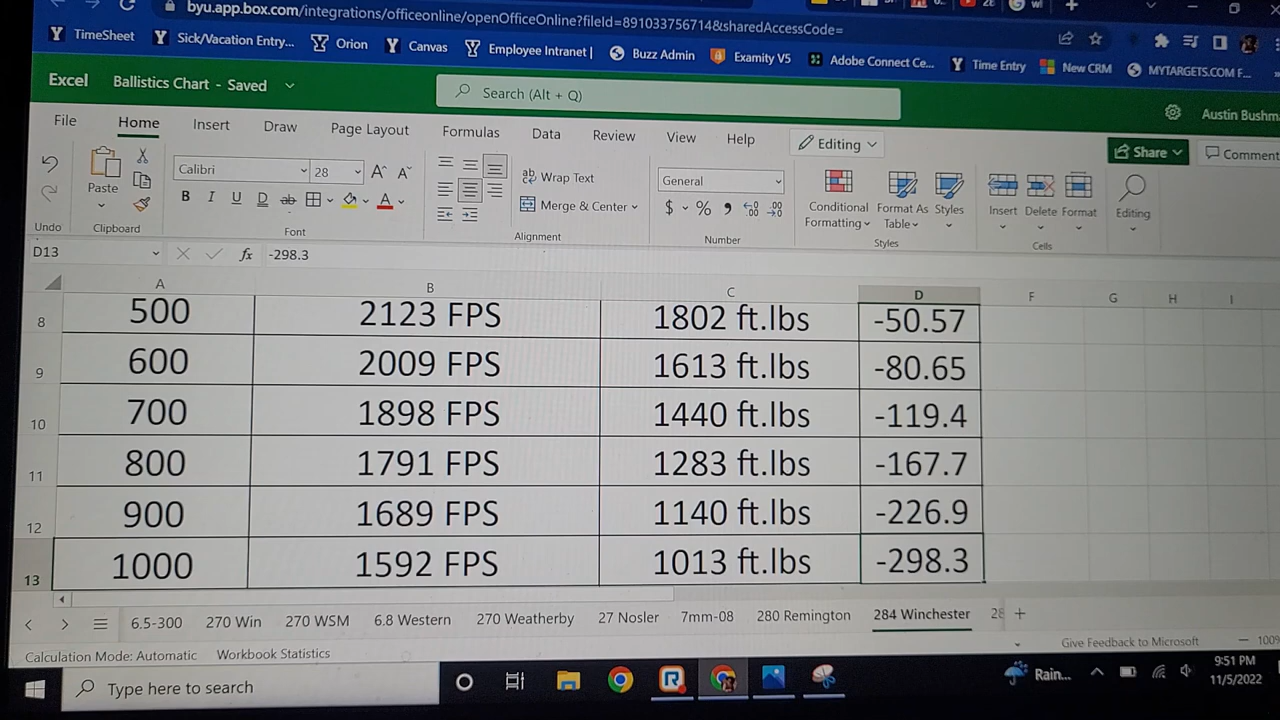 byu.app.box.com/integrations/officeonline/openOfficeOnline?fileId=891033756714&sharedAccessCode=
TimeSheet Sick/Vacation Entry... Orion Canvas Employee Intranet | Buzz Admin Examity V5 Adobe Connect Ce... Time Entry New CRM MYTARGETS.COM F...
Excel Ballistics Chart - Saved Search (Alt + Q) Austin Bushm
File Home Insert Draw Page Layout Formulas Data Review View Help Editing Share Comment
Paste Calibri 28 A^ A˅ Wrap Text General Conditional Formatting Format As Table Styles Insert Delete Format Editing
B I U D ab A Merge & Center $ % 9 .00 .00
Undo Clipboard Font Alignment Number Styles Cells
D13 fx -298.3
A B C D F G H I
8 500 2123 FPS 1802 ft.lbs -50.57
9 600 2009 FPS 1613 ft.lbs -80.65
10 700 1898 FPS 1440 ft.lbs -119.4
11 800 1791 FPS 1283 ft.lbs -167.7
12 900 1689 FPS 1140 ft.lbs -226.9
13 1000 1592 FPS 1013 ft.lbs -298.3
6.5-300 270 Win 270 WSM 6.8 Western 270 Weatherby 27 Nosler 7mm-08 280 Remington 284 Winchester 28 +
Calculation Mode: Automatic Workbook Statistics Give Feedback to Microsoft 100%
Type here to search Rain... 9:51 PM
11/5/2022